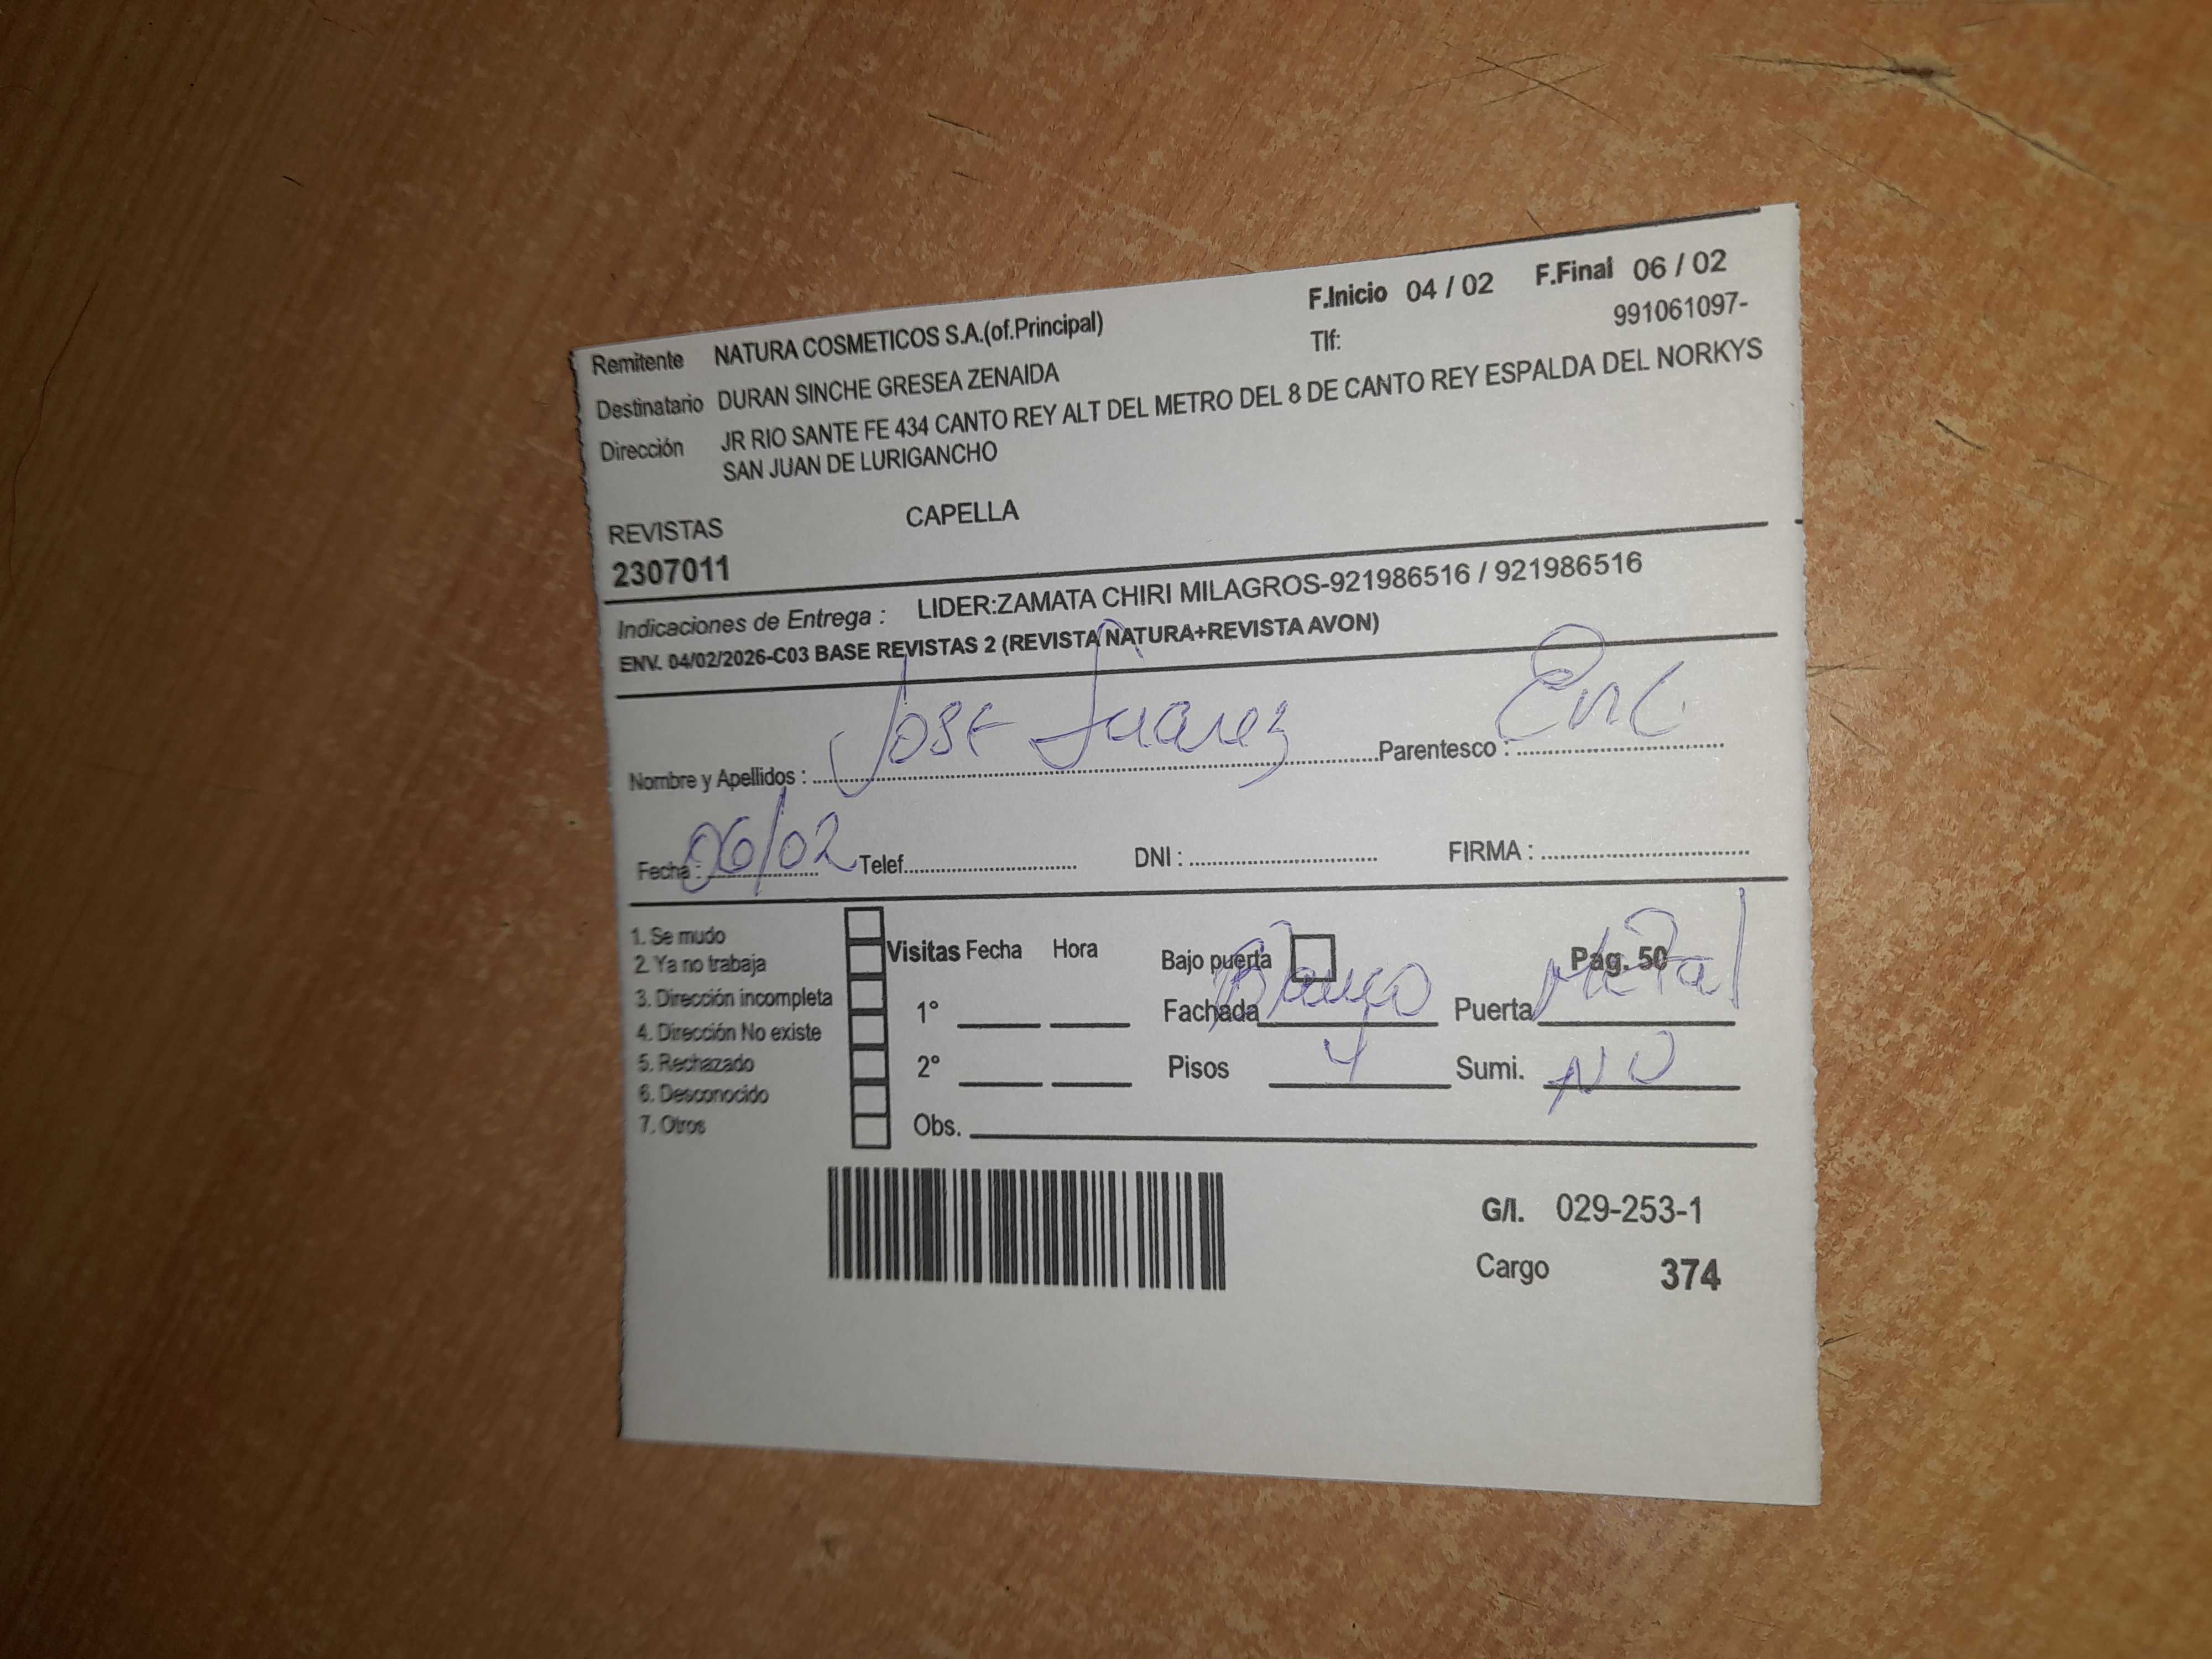 F.Inicio 04 / 02 F.Final 06 / 02
Remitente NATURA COSMETICOS S.A.(of.Principal) Tlf: 991061097-
Destinatario DURAN SINCHE GRESEA ZENAIDA
Dirección JR RIO SANTE FE 434 CANTO REY ALT DEL METRO DEL 8 DE CANTO REY ESPALDA DEL NORKYS
SAN JUAN DE LURIGANCHO
REVISTAS CAPELLA
2307011
Indicaciones de Entrega : LIDER:ZAMATA CHIRI MILAGROS-921986516 / 921986516
ENV. 04/02/2026-C03 BASE REVISTAS 2 (REVISTA NATURA+REVISTA AVON)
Nombre y Apellidos : Jose Suarez Parentesco : Enc.
Fecha : 06/02 Telef. DNI : FIRMA :
1. Se mudo
2. Ya no trabaja
3. Dirección incompleta
4. Dirección No existe
5. Rechazado
6. Desconocido
7. Otros
Visitas Fecha Hora Bajo puerta Pag. 50
1° Fachada Blanco Puerta Metal
2° Pisos 4 Sumi. NO
Obs.
G/I. 029-253-1
Cargo 374